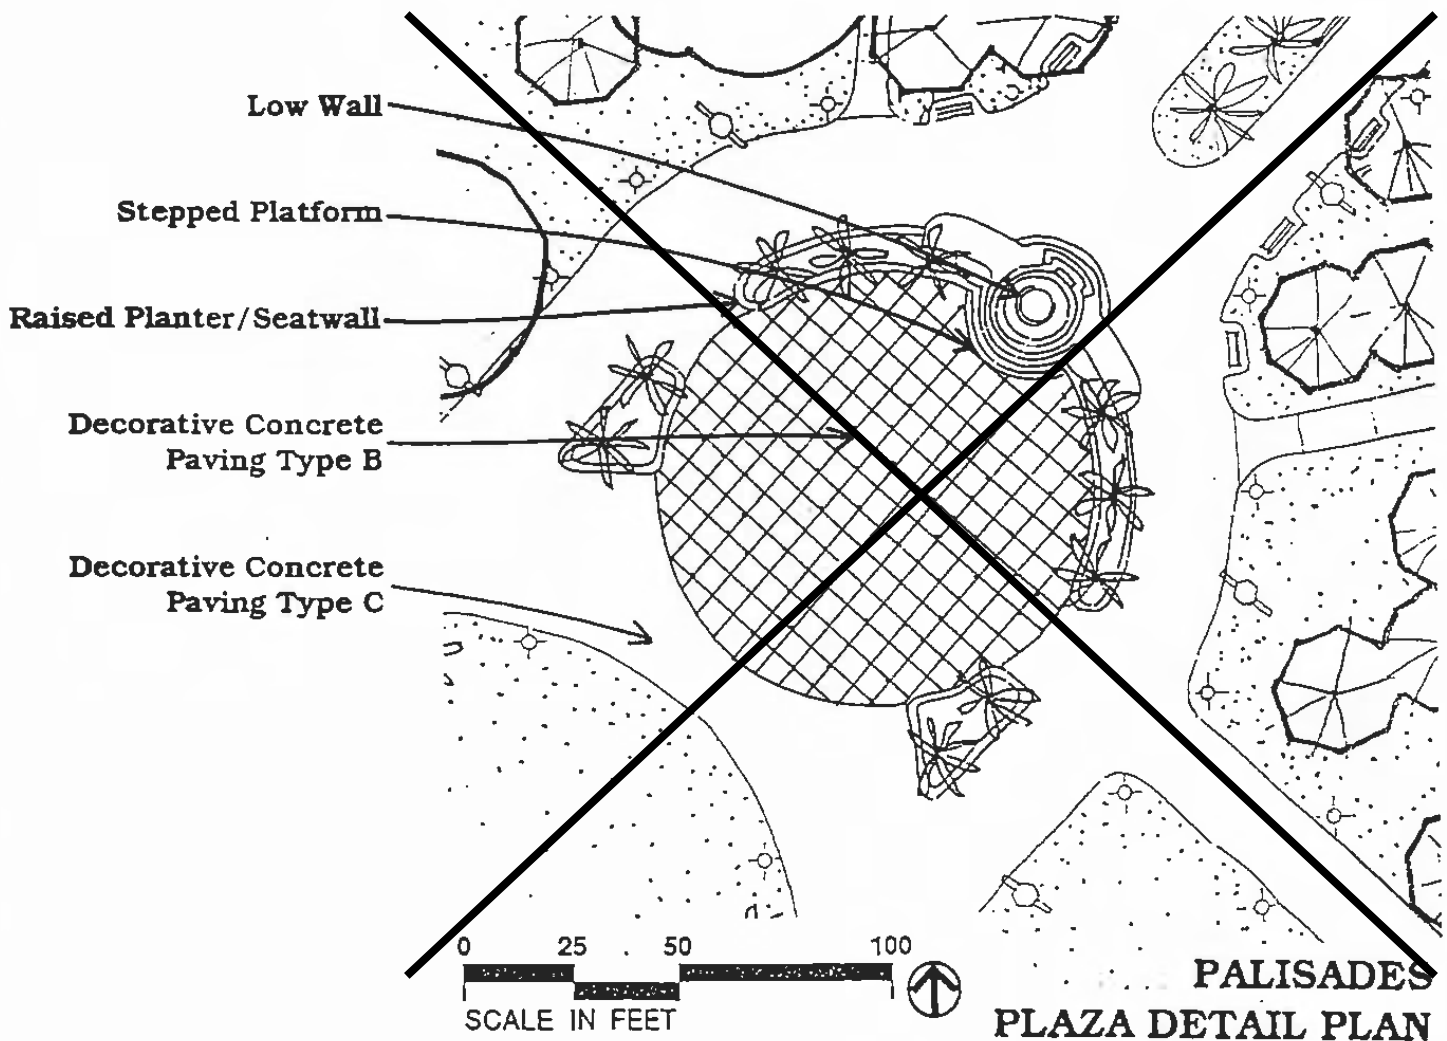 Low Wall
Stepped Platform
Raised Planter/Seatwall
Decorative Concrete
Paving Type B
Decorative Concrete
Paving Type C
0 25 50 100
SCALE IN FEET
PALISADES
PLAZA DETAIL PLAN